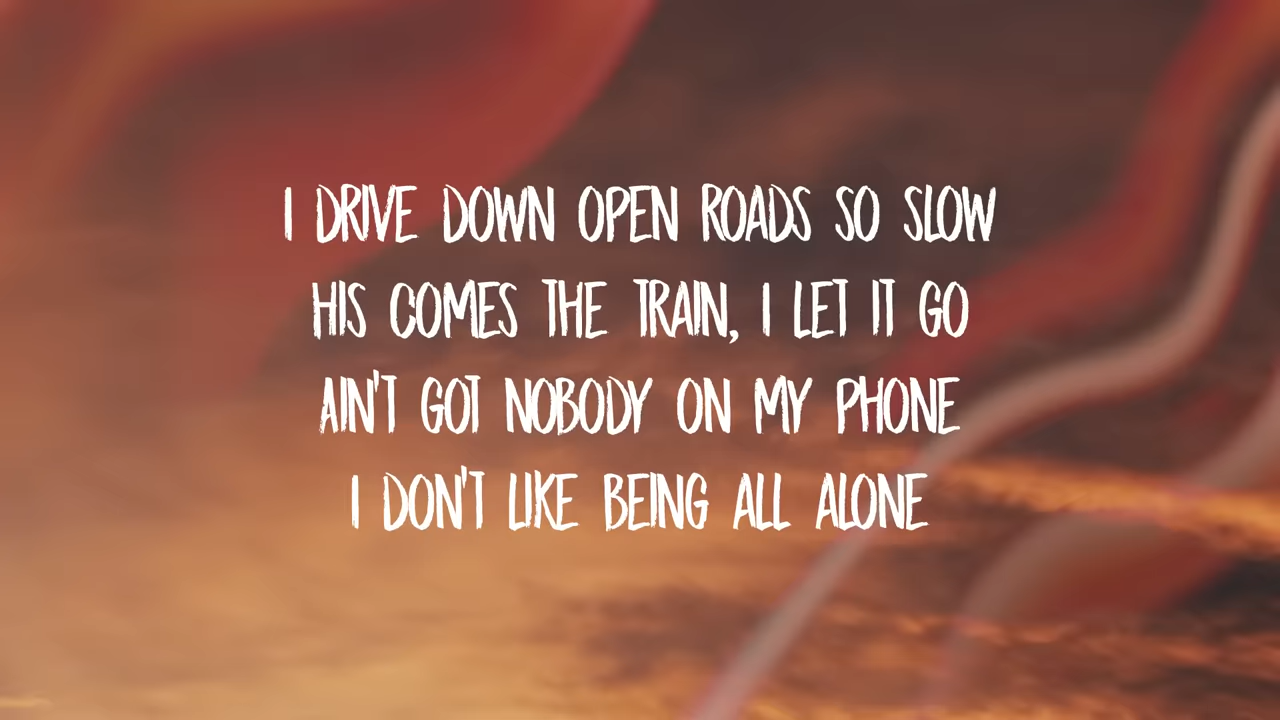 I DRIVE DOWN OPEN ROADS SO SLOW
HIS COMES THE TRAIN, I LET IT GO
AIN'T GOT NOBODY ON MY PHONE
I DON'T LIKE BEING ALL ALONE